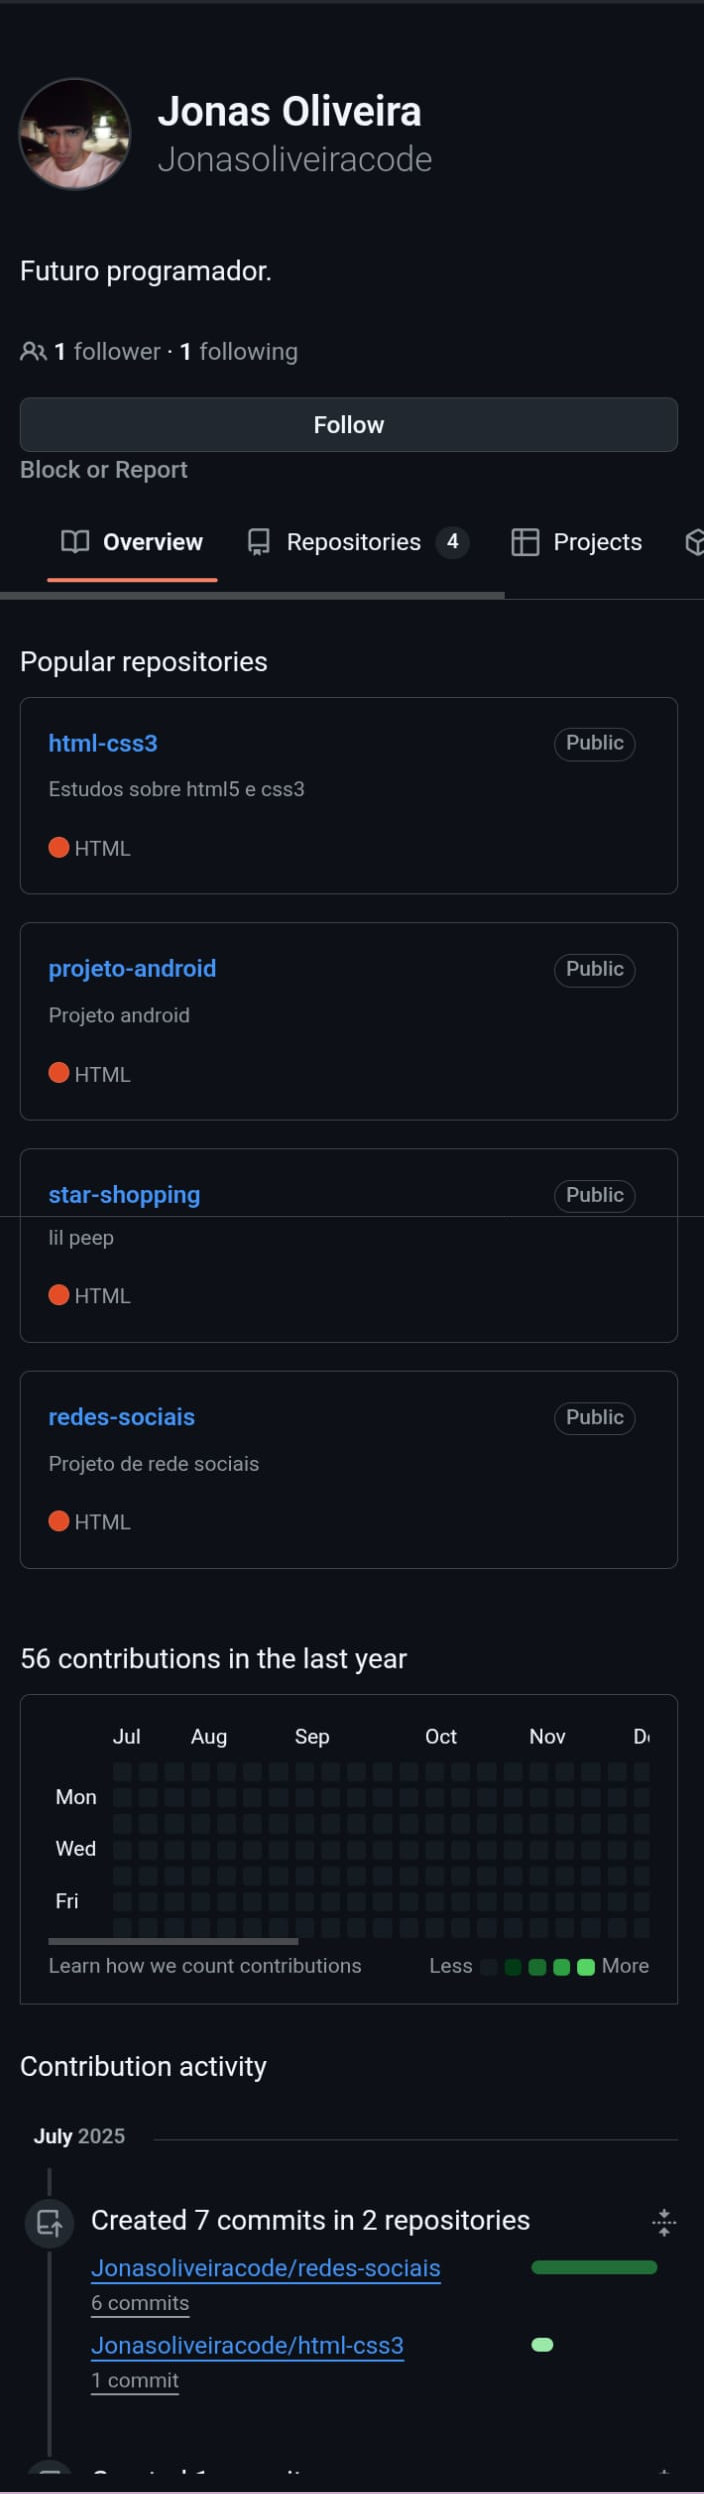 Jonas Oliveira
Jonasoliveiracode
Futuro programador.
1 follower · 1 following
Follow
Block or Report
Overview Repositories 4 Projects
Popular repositories
html-css3 Public
Estudos sobre html5 e css3
HTML
projeto-android Public
Projeto android
HTML
star-shopping Public
lil peep
HTML
redes-sociais Public
Projeto de rede sociais
HTML
56 contributions in the last year
Jul Aug Sep Oct Nov
Mon
Wed
Fri
Learn how we count contributions Less More
Contribution activity
July 2025
Created 7 commits in 2 repositories
Jonasoliveiracode/redes-sociais
6 commits
Jonasoliveiracode/html-css3
1 commit